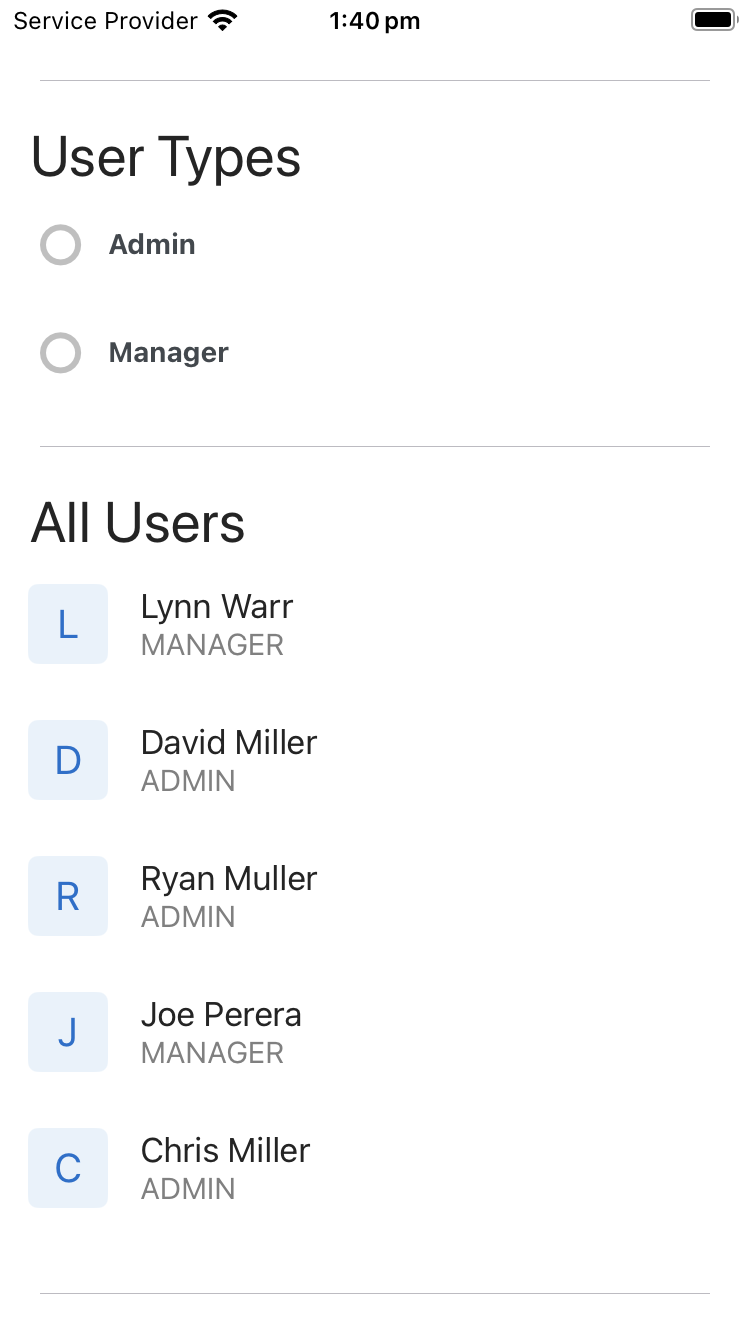 Service Provider 1:40 pm
User Types
Admin
Manager
All Users
L
Lynn Warr
MANAGER
D
David Miller
ADMIN
R
Ryan Muller
ADMIN
J
Joe Perera
MANAGER
C
Chris Miller
ADMIN